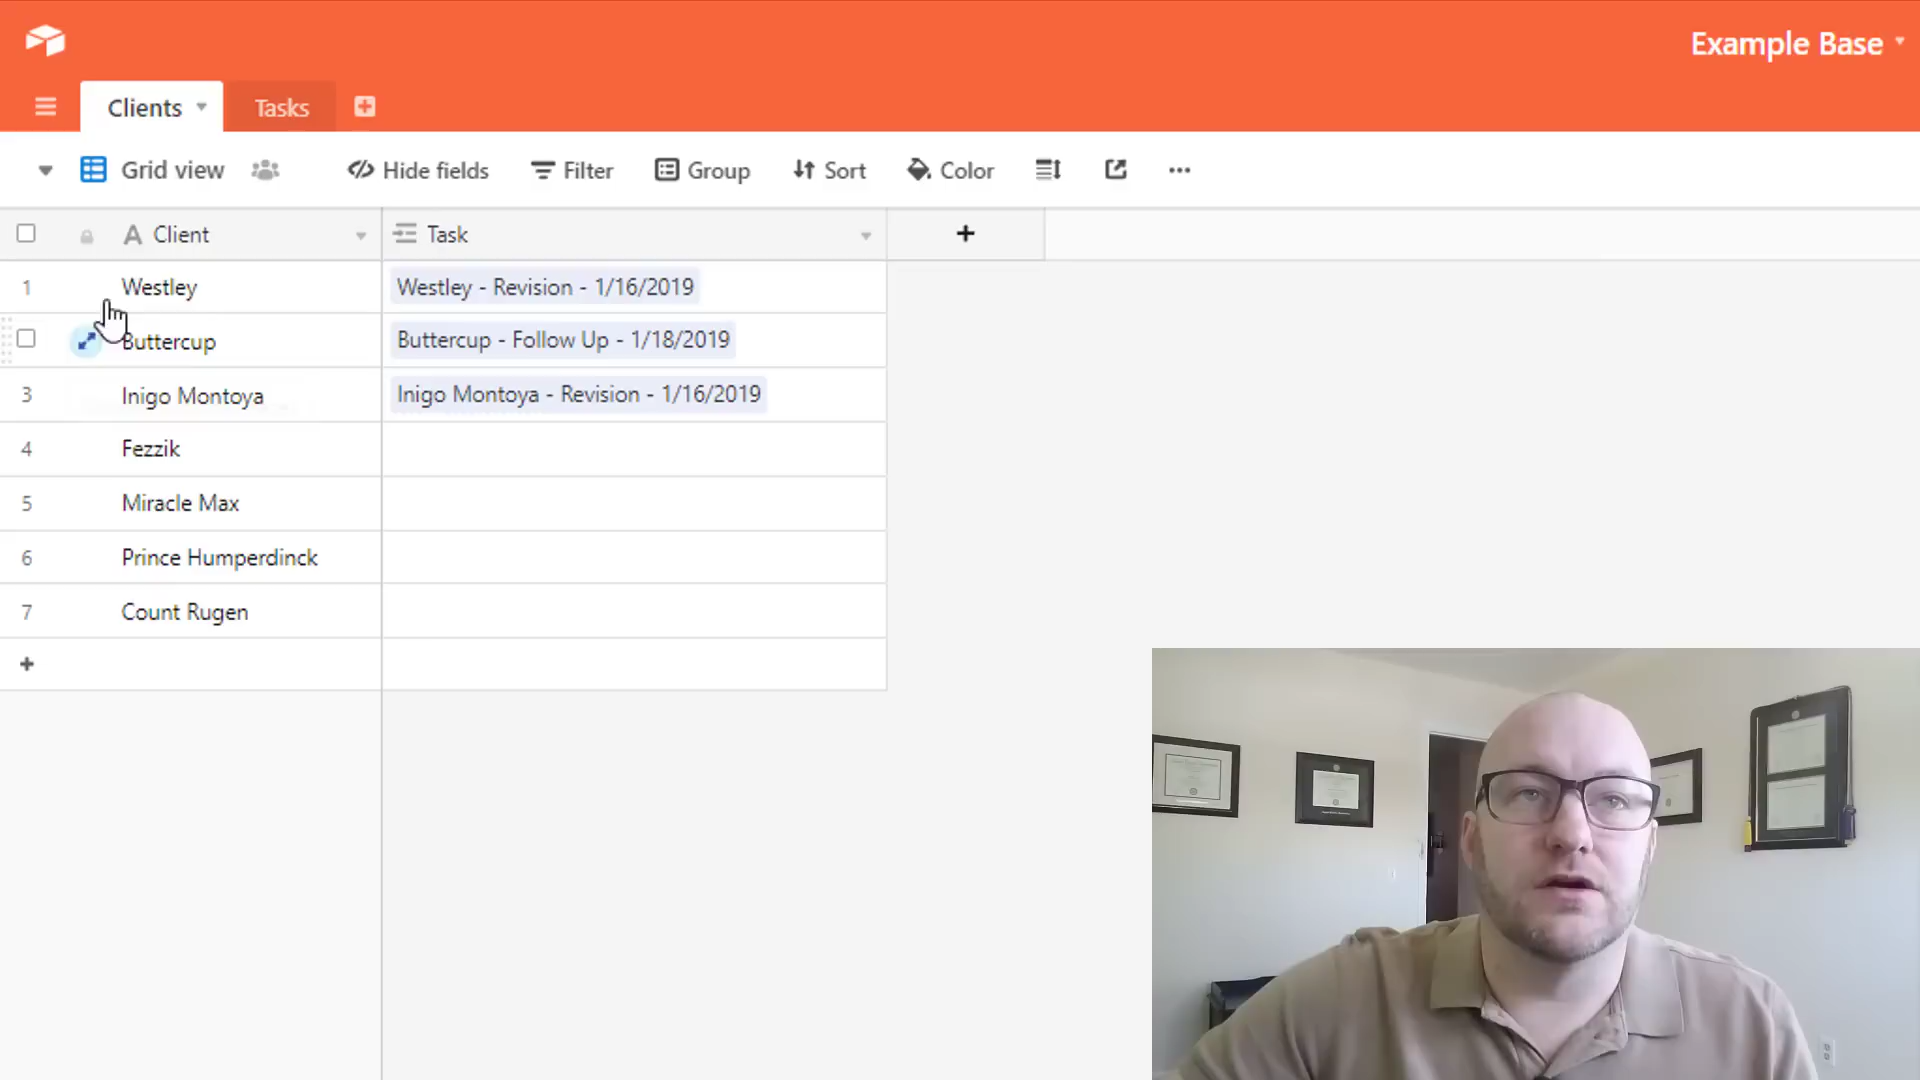 Example Base
Clients
Tasks
Grid view
Hide fields
Filter
Group
Sort
Color
Client
Task
1
Westley
Westley - Revision - 1/16/2019
Buttercup
Buttercup - Follow Up - 1/18/2019
3
Inigo Montoya
Inigo Montoya - Revision - 1/16/2019
4
Fezzik
5
Miracle Max
6
Prince Humperdinck
7
Count Rugen